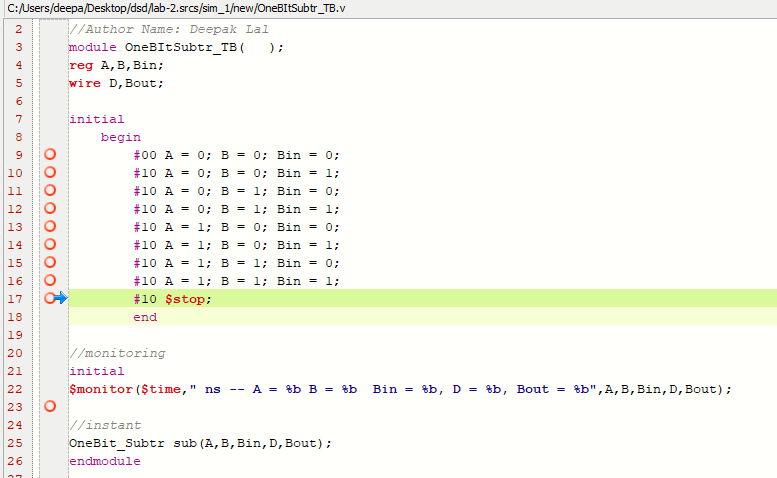 C:/Users/deepa/Desktop/dsd/lab-2.srcs/sim_1/new/OneBItSubtr_TB.v
2 //Author Name: Deepak Lal
3 module OneBItSubtr_TB(   );
4 reg A,B,Bin;
5 wire D,Bout;
6
7 initial
8     begin
9         #00 A = 0; B = 0; Bin = 0;
10         #10 A = 0; B = 0; Bin = 1;
11         #10 A = 0; B = 1; Bin = 0;
12         #10 A = 0; B = 1; Bin = 1;
13         #10 A = 1; B = 0; Bin = 0;
14         #10 A = 1; B = 0; Bin = 1;
15         #10 A = 1; B = 1; Bin = 0;
16         #10 A = 1; B = 1; Bin = 1;
17         #10 $stop;
18         end
19
20 //monitoring
21 initial
22 $monitor($time," ns -- A = %b B = %b  Bin = %b, D = %b, Bout = %b",A,B,Bin,D,Bout);
23
24 //instant
25 OneBit_Subtr sub(A,B,Bin,D,Bout);
26 endmodule